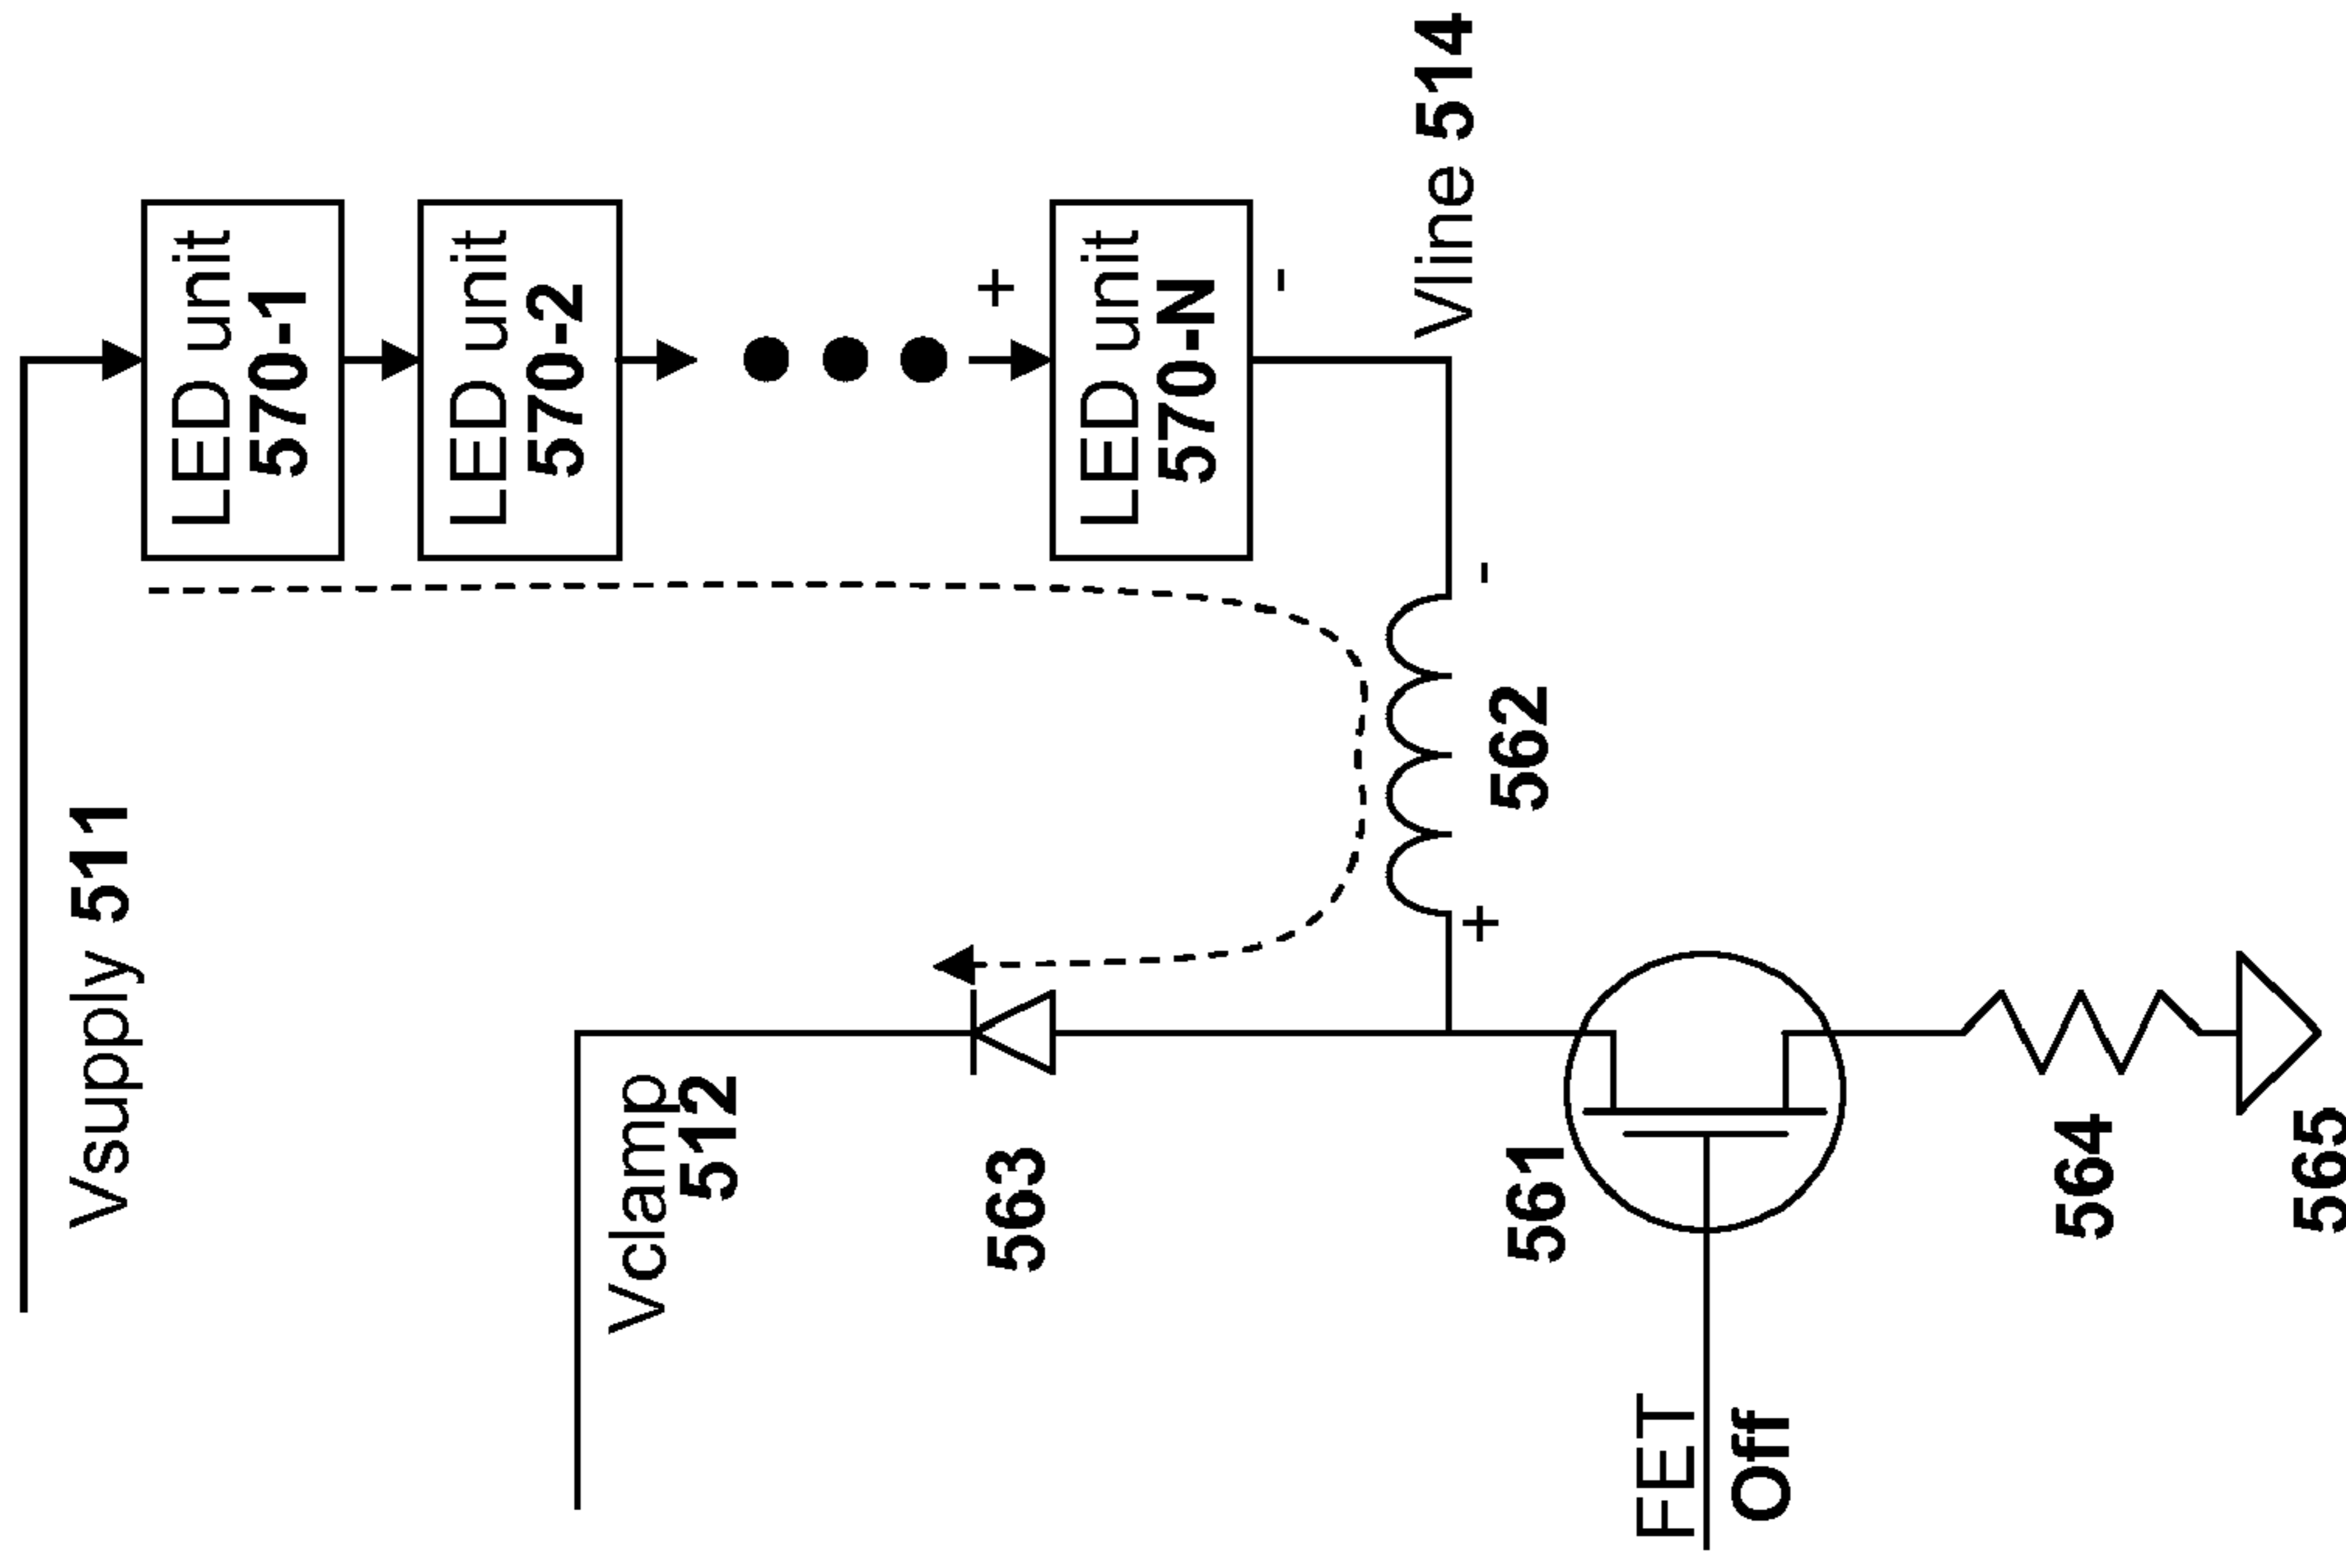 Vsupply 511
LED unit
570-1
LED unit
570-2
+
LED unit
570-N
-
Vline 514
Vclamp
512
563
-
562
+
561
FET
Off
564
565